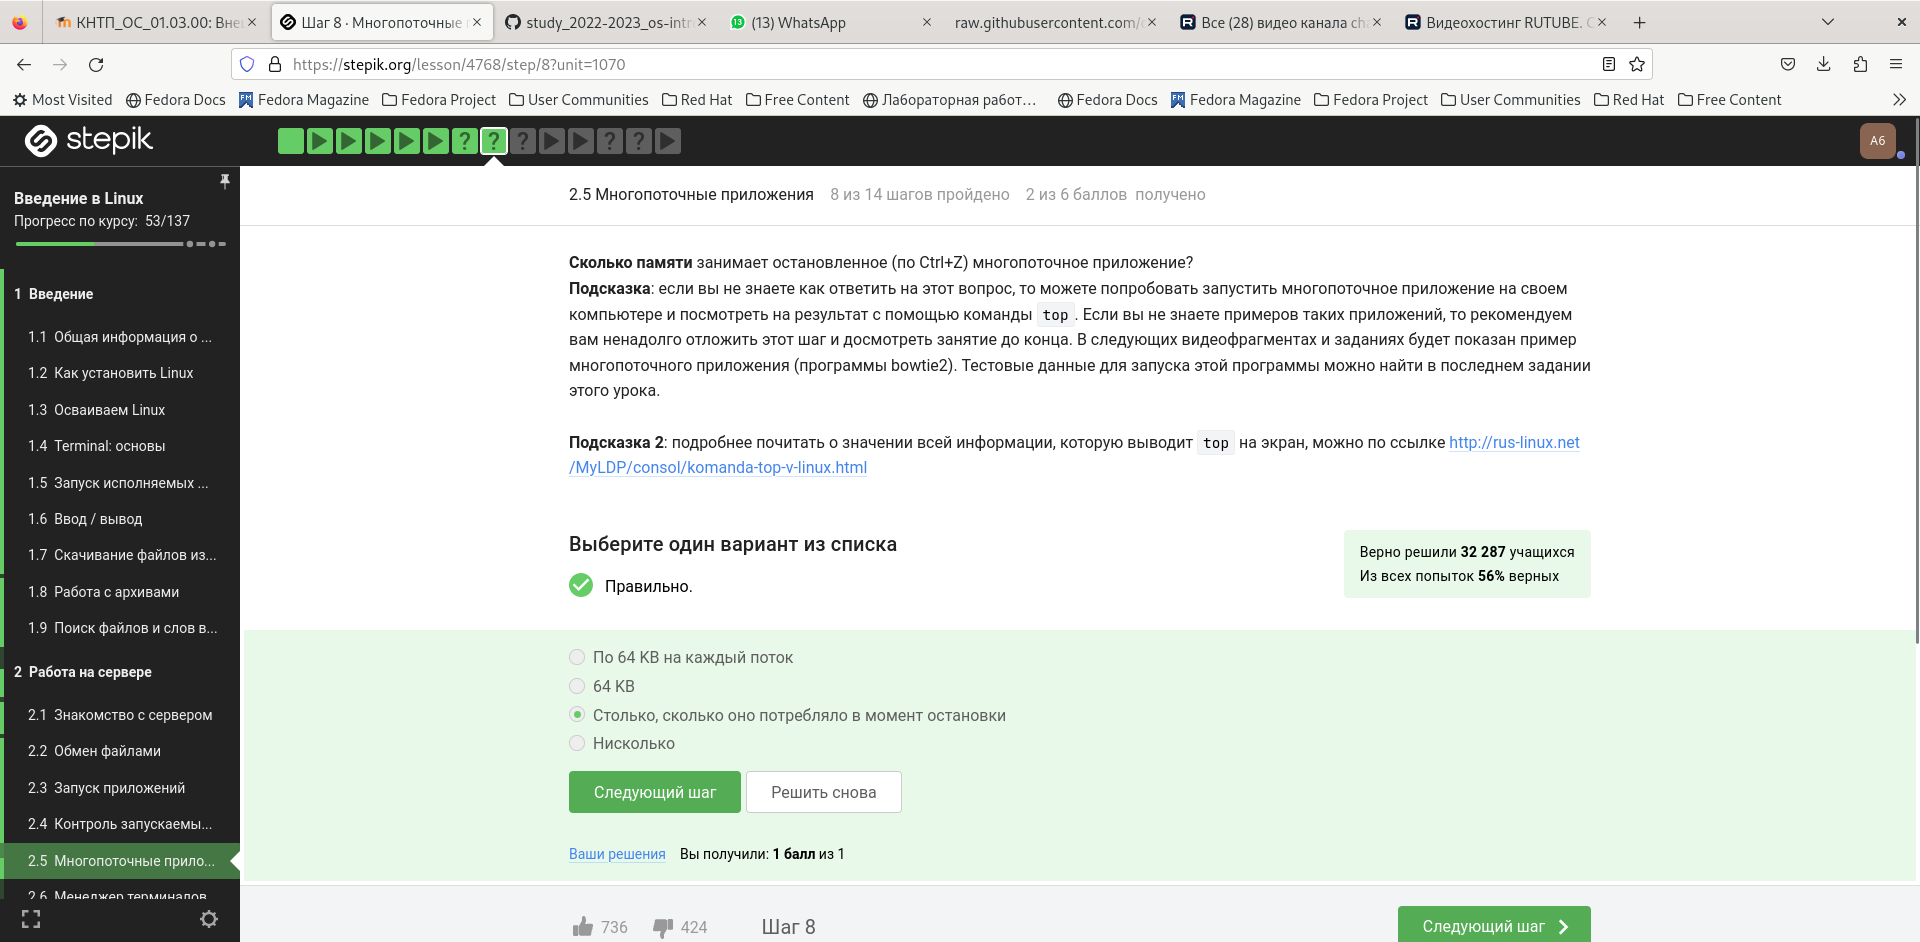 КНТП_ОС_01.03.00: Вне
Шаг 8 · Многопоточные
study_2022-2023_os-intr
(13) WhatsApp
raw.githubusercontent.com/
Все (28) видео канала cha
Видеохостинг RUTUBE. С
https://stepik.org/lesson/4768/step/8?unit=1070
Most Visited
Fedora Docs
Fedora Magazine
Fedora Project
User Communities
Red Hat
Free Content
Лабораторная работ…
Fedora Docs
Fedora Magazine
Fedora Project
User Communities
Red Hat
Free Content
stepik
A6
Введение в Linux
Прогресс по курсу: 53/137
1 Введение
1.1 Общая информация о ...
1.2 Как установить Linux
1.3 Осваиваем Linux
1.4 Terminal: основы
1.5 Запуск исполняемых ...
1.6 Ввод / вывод
1.7 Скачивание файлов из...
1.8 Работа с архивами
1.9 Поиск файлов и слов в...
2 Работа на сервере
2.1 Знакомство с сервером
2.2 Обмен файлами
2.3 Запуск приложений
2.4 Контроль запускаемы...
2.5 Многопоточные прило...
2.6 Менеджер терминалов
2.5 Многопоточные приложения 8 из 14 шагов пройдено 2 из 6 баллов получено
Сколько памяти занимает остановленное (по Ctrl+Z) многопоточное приложение?
Подсказка: если вы не знаете как ответить на этот вопрос, то можете попробовать запустить многопоточное приложение на своем
компьютере и посмотреть на результат с помощью команды top. Если вы не знаете примеров таких приложений, то рекомендуем
вам ненадолго отложить этот шаг и досмотреть занятие до конца. В следующих видеофрагментах и заданиях будет показан пример
многопоточного приложения (программы bowtie2). Тестовые данные для запуска этой программы можно найти в последнем задании
этого урока.
Подсказка 2: подробнее почитать о значении всей информации, которую выводит top на экран, можно по ссылке http://rus-linux.net
/MyLDP/consol/komanda-top-v-linux.html
Выберите один вариант из списка
Правильно.
Верно решили 32 287 учащихся
Из всех попыток 56% верных
По 64 KB на каждый поток
64 KB
Столько, сколько оно потребляло в момент остановки
Нисколько
Следующий шаг
Решить снова
Ваши решения Вы получили: 1 балл из 1
736
424
Шаг 8
Следующий шаг